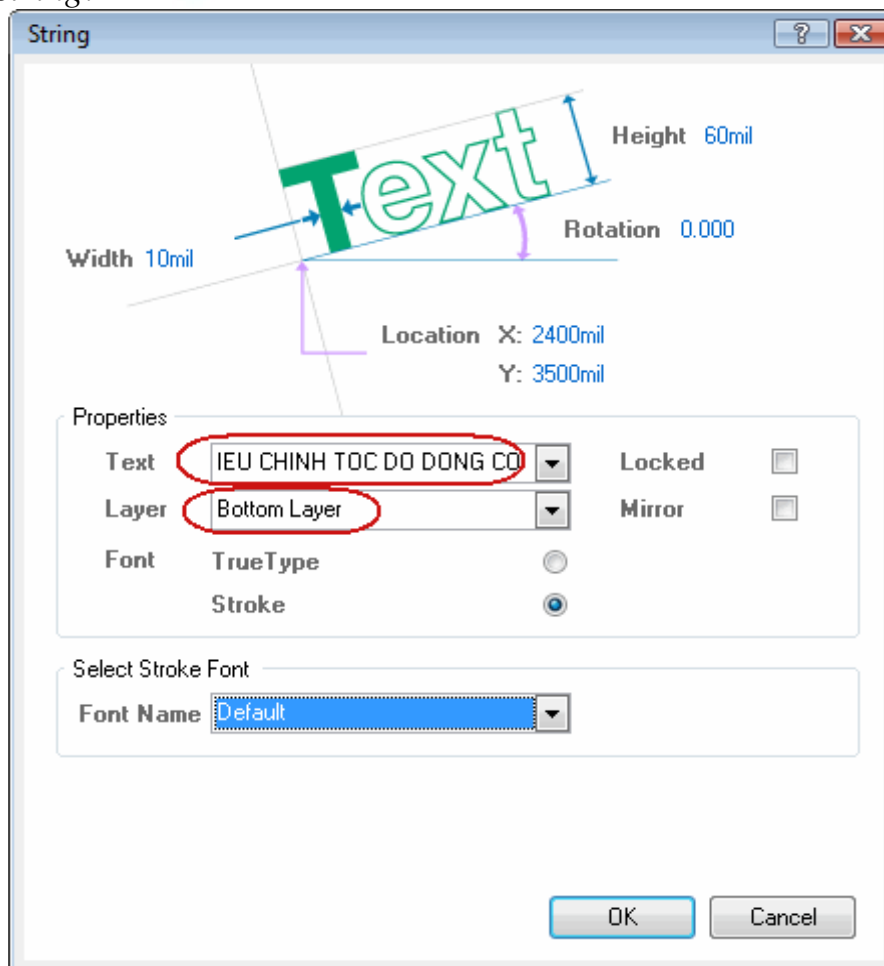 String
Text
Height 60mil
Rotation 0.000
Width 10mil
Location X: 2400mil
Y: 3500mil
Properties
Text IEU CHINH TOC DO DONG CO Locked
Layer Bottom Layer Mirror
Font TrueType
Stroke
Select Stroke Font
Font Name Default
OK Cancel